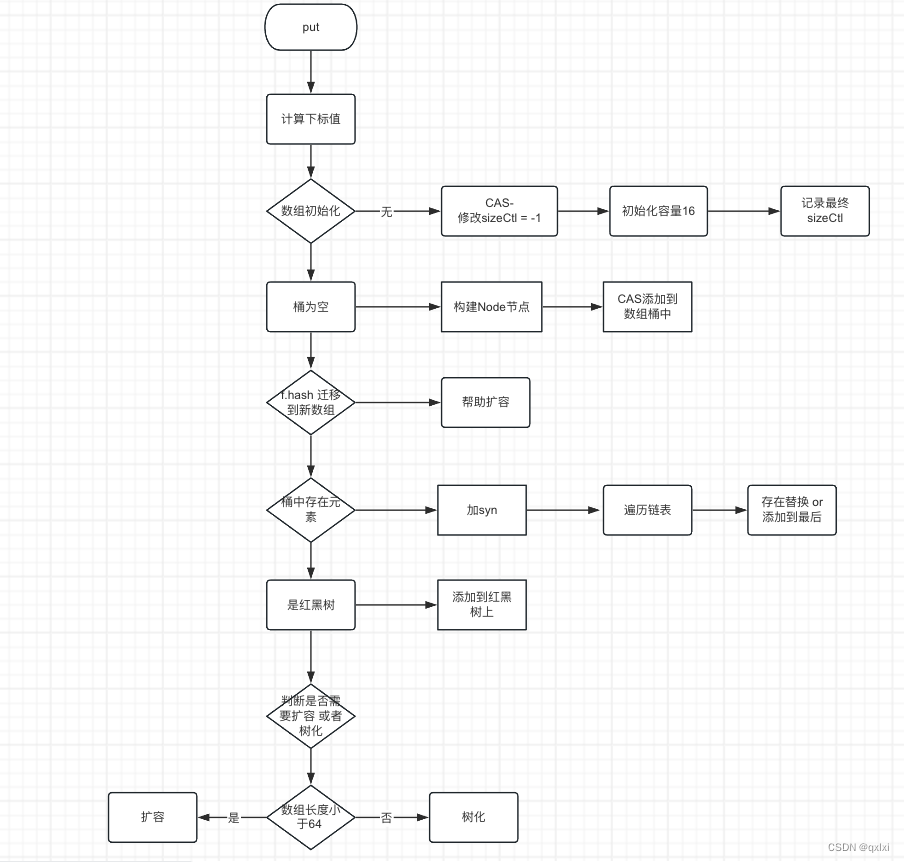 put
计算下标值
数组初始化
无
CAS-
修改sizeCtl = -1
初始化容量16
记录最终
sizeCtl
桶为空
构建Node节点
CAS添加到
数组桶中
f.hash 迁移
到新数组
帮助扩容
桶中存在元
素
加syn
遍历链表
存在替换 or
添加到最后
是红黑树
添加到红黑
树上
判断是否需
要扩容 或者
树化
扩容
是
数组长度小
于64
否
树化
CSDN @qxlxi